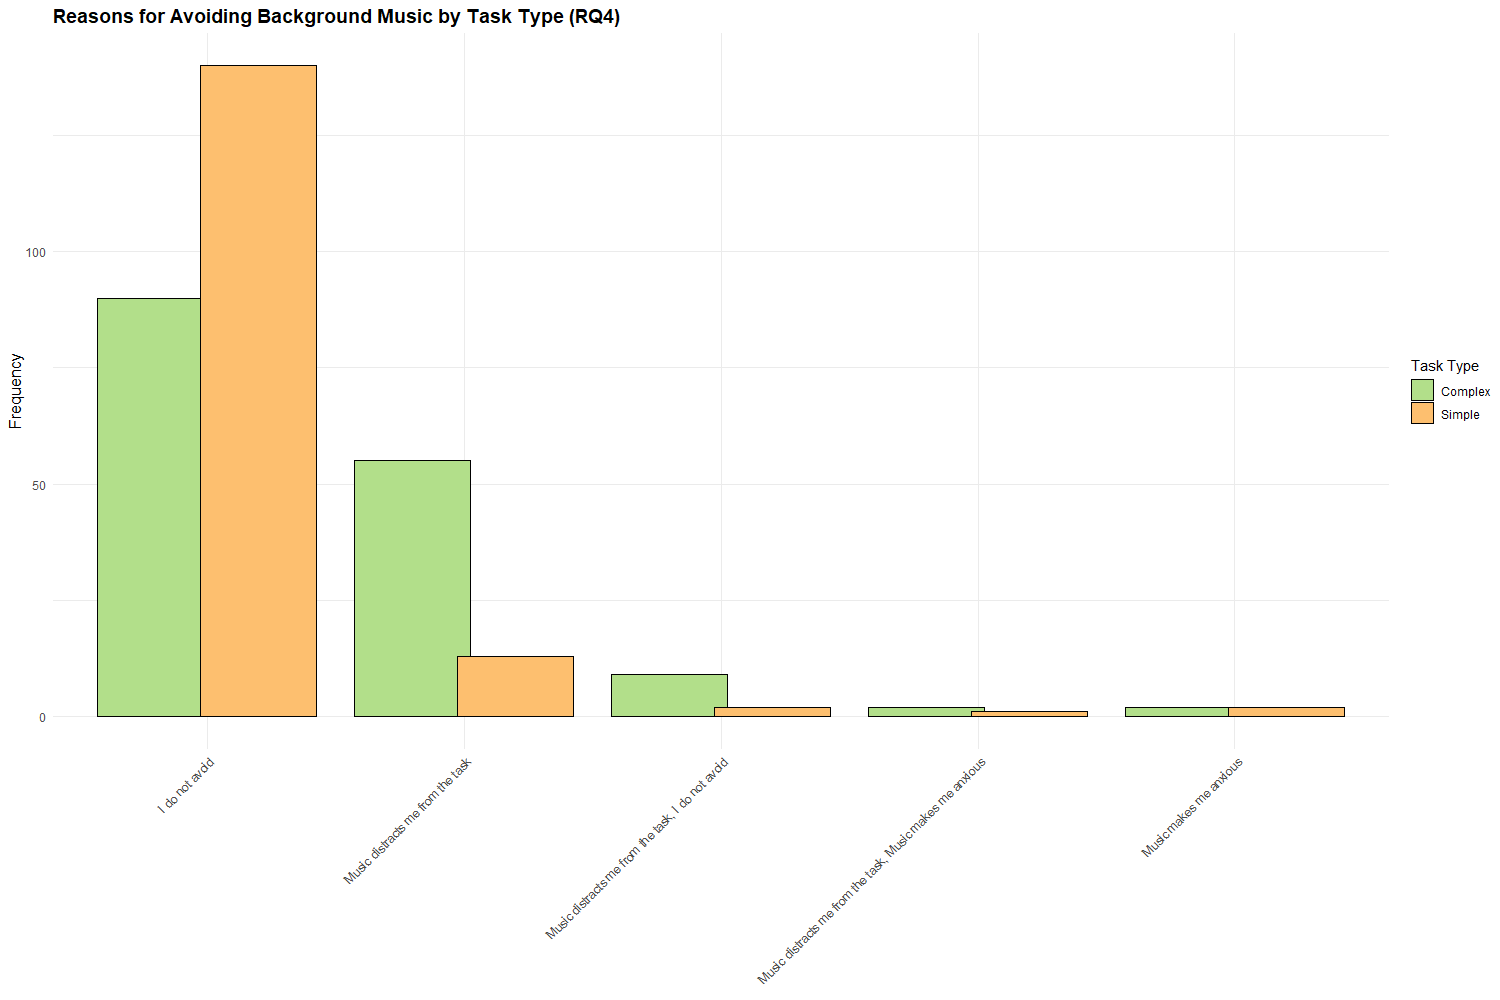 Reasons for Avoiding Background Music by Task Type (RQ4)
Frequency
100
50
0
I do not avoid
Music distracts me from the task
Music distracts me from the task, I do not avoid
Music distracts me from the task, Music makes me anxious
Music makes me anxious
Task Type
Complex
Simple